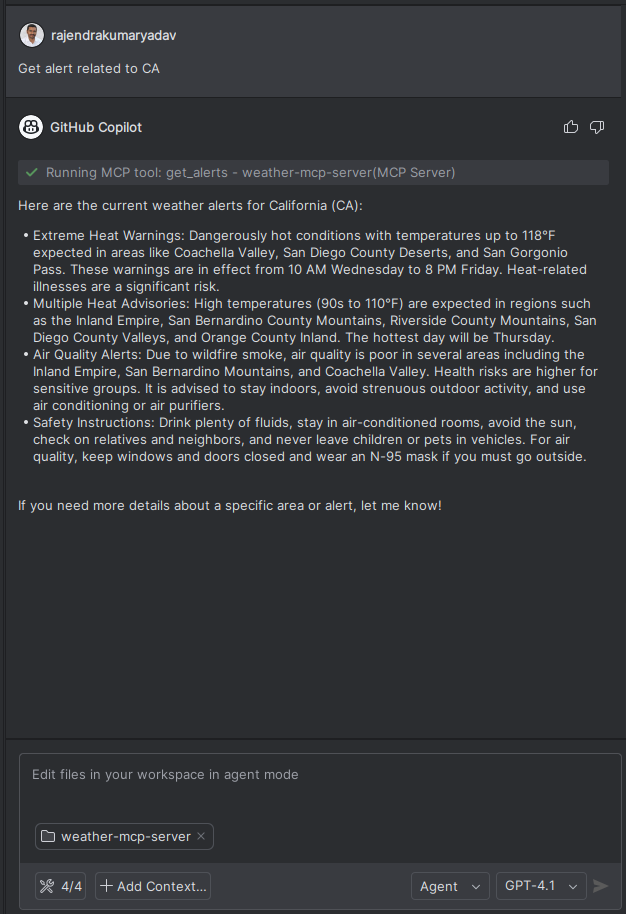 rajendrakumaryadav
Get alert related to CA
GitHub Copilot
Running MCP tool: get_alerts - weather-mcp-server(MCP Server)
Here are the current weather alerts for California (CA):
• Extreme Heat Warnings: Dangerously hot conditions with temperatures up to 118°F
expected in areas like Coachella Valley, San Diego County Deserts, and San Gorgonio
Pass. These warnings are in effect from 10 AM Wednesday to 8 PM Friday. Heat-related
illnesses are a significant risk.
• Multiple Heat Advisories: High temperatures (90s to 110°F) are expected in regions such
as the Inland Empire, San Bernardino County Mountains, Riverside County Mountains, San
Diego County Valleys, and Orange County Inland. The hottest day will be Thursday.
• Air Quality Alerts: Due to wildfire smoke, air quality is poor in several areas including the
Inland Empire, San Bernardino Mountains, and Coachella Valley. Health risks are higher for
sensitive groups. It is advised to stay indoors, avoid strenuous outdoor activity, and use
air conditioning or air purifiers.
• Safety Instructions: Drink plenty of fluids, stay in air-conditioned rooms, avoid the sun,
check on relatives and neighbors, and never leave children or pets in vehicles. For air
quality, keep windows and doors closed and wear an N-95 mask if you must go outside.
If you need more details about a specific area or alert, let me know!
Edit files in your workspace in agent mode
weather-mcp-server ×
4/4 + Add Context... Agent GPT-4.1